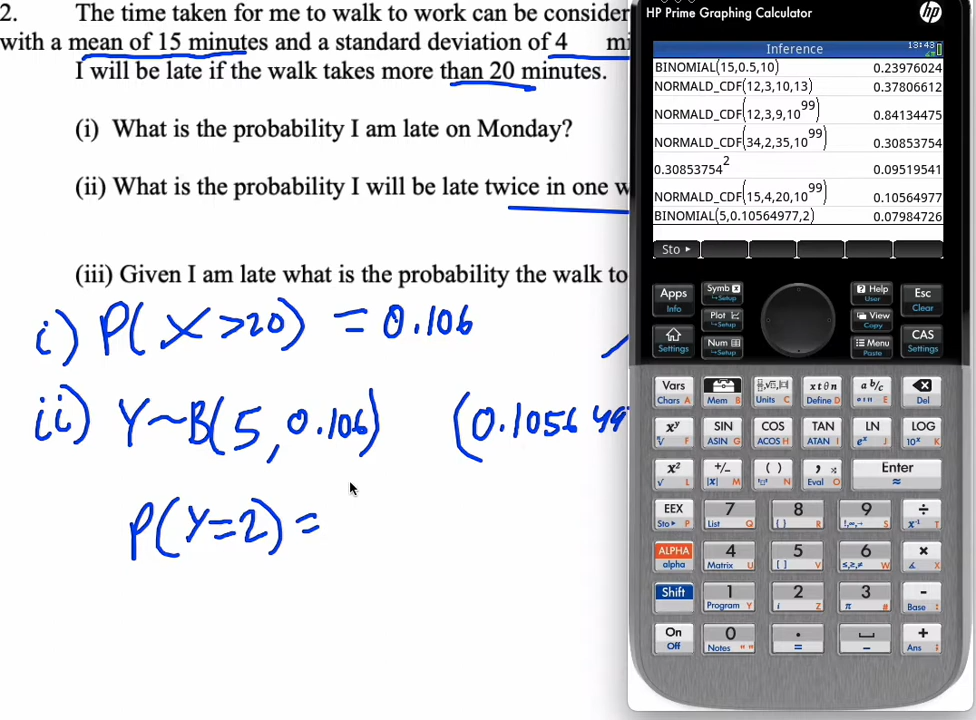 2. The time taken for me to walk to work can be consider
with a mean of 15 minutes and a standard deviation of 4 mi
I will be late if the walk takes more than 20 minutes.
(i) What is the probability I am late on Monday?
(ii) What is the probability I will be late twice in one w
(iii) Given I am late what is the probability the walk to
i) P(X>20) = 0.106
ii) Y~B(5, 0.106) (0.105649
P(Y=2) =
HP Prime Graphing Calculator
hp
Inference 13:43
BINOMIAL(15,0.5,10) 0.23976024
NORMALD_CDF(12,3,10,13) 0.37806612
NORMALD_CDF(12,3,9,10^99) 0.84134475
NORMALD_CDF(34,2,35,10^99) 0.30853754
0.30853754^2 0.09519541
NORMALD_CDF(15,4,20,10^99) 0.10564977
BINOMIAL(5,0.10564977,2) 0.07984726
Sto ▸
Apps Info Symb Setup Help User Esc Clear
Settings Plot Setup View Copy CAS Settings
Num Setup Menu Paste
Vars Chars A Mem B Units C x t θ n Define D a b/c E Del
x^y F SIN ASIN G COS ACOS H TAN ATAN I LN e^x J LOG 10^x K
x² √ L +/- |x| M ( ) N , Eval O Enter ≈
EEX Sto ▸ P 7 List Q 8 { } R 9 S ÷ x^-1 T
ALPHA alpha 4 Matrix U 5 [ ] V 6 ≤,≥,≠ W × X
Shift 1 Program Y 2 i Z 3 π # - Base :
On Off 0 Notes " " . = _ + Ans ;